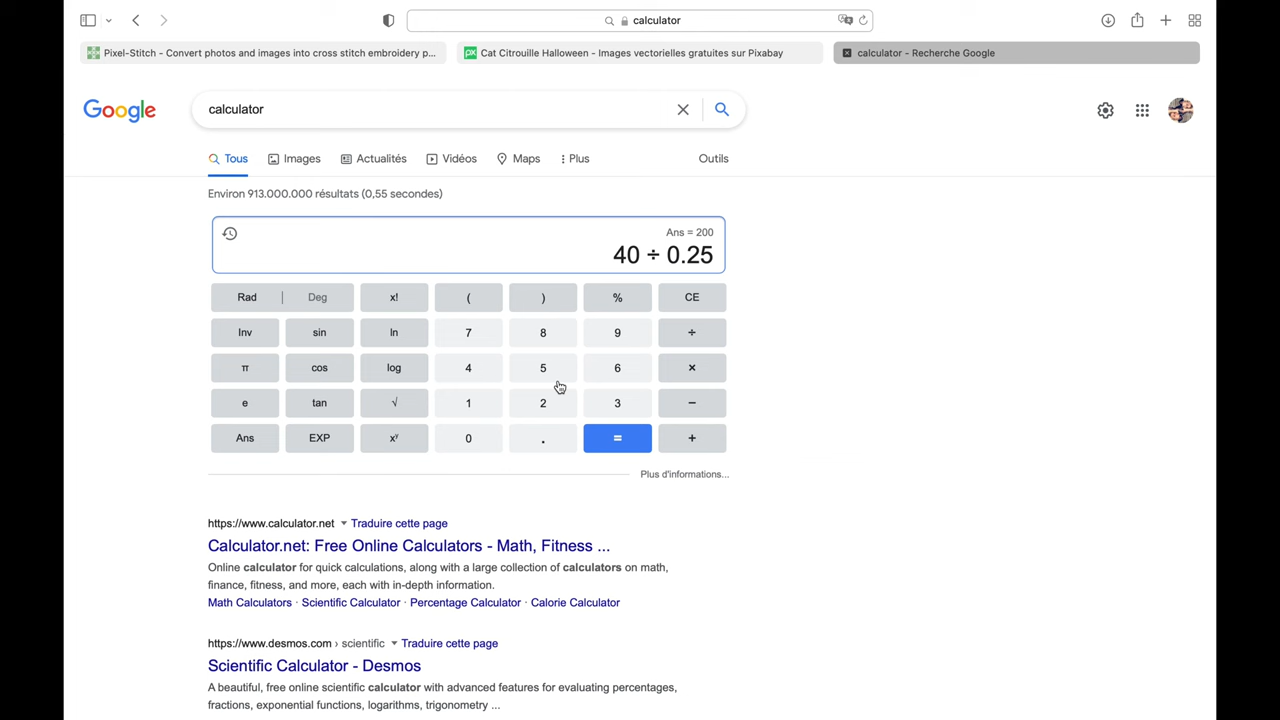 calculator
Pixel-Stitch - Convert photos and images into cross stitch embroidery p...
Cat Citrouille Halloween - Images vectorielles gratuites sur Pixabay
calculator - Recherche Google
Google
calculator
Tous
Images
Actualités
Vidéos
Maps
Plus
Outils
Environ 913.000.000 résultats (0,55 secondes)
Ans = 200
40 ÷ 0.25
Rad | Deg x! ( ) % CE
Inv sin ln 7 8 9 ÷
π cos log 4 5 6 ×
e tan √ 1 2 3 −
Ans EXP xʸ 0 . = +
Plus d'informations...
https://www.calculator.net Traduire cette page
Calculator.net: Free Online Calculators - Math, Fitness ...
Online calculator for quick calculations, along with a large collection of calculators on math,
finance, fitness, and more, each with in-depth information.
Math Calculators · Scientific Calculator · Percentage Calculator · Calorie Calculator
https://www.desmos.com › scientific Traduire cette page
Scientific Calculator - Desmos
A beautiful, free online scientific calculator with advanced features for evaluating percentages,
fractions, exponential functions, logarithms, trigonometry ...